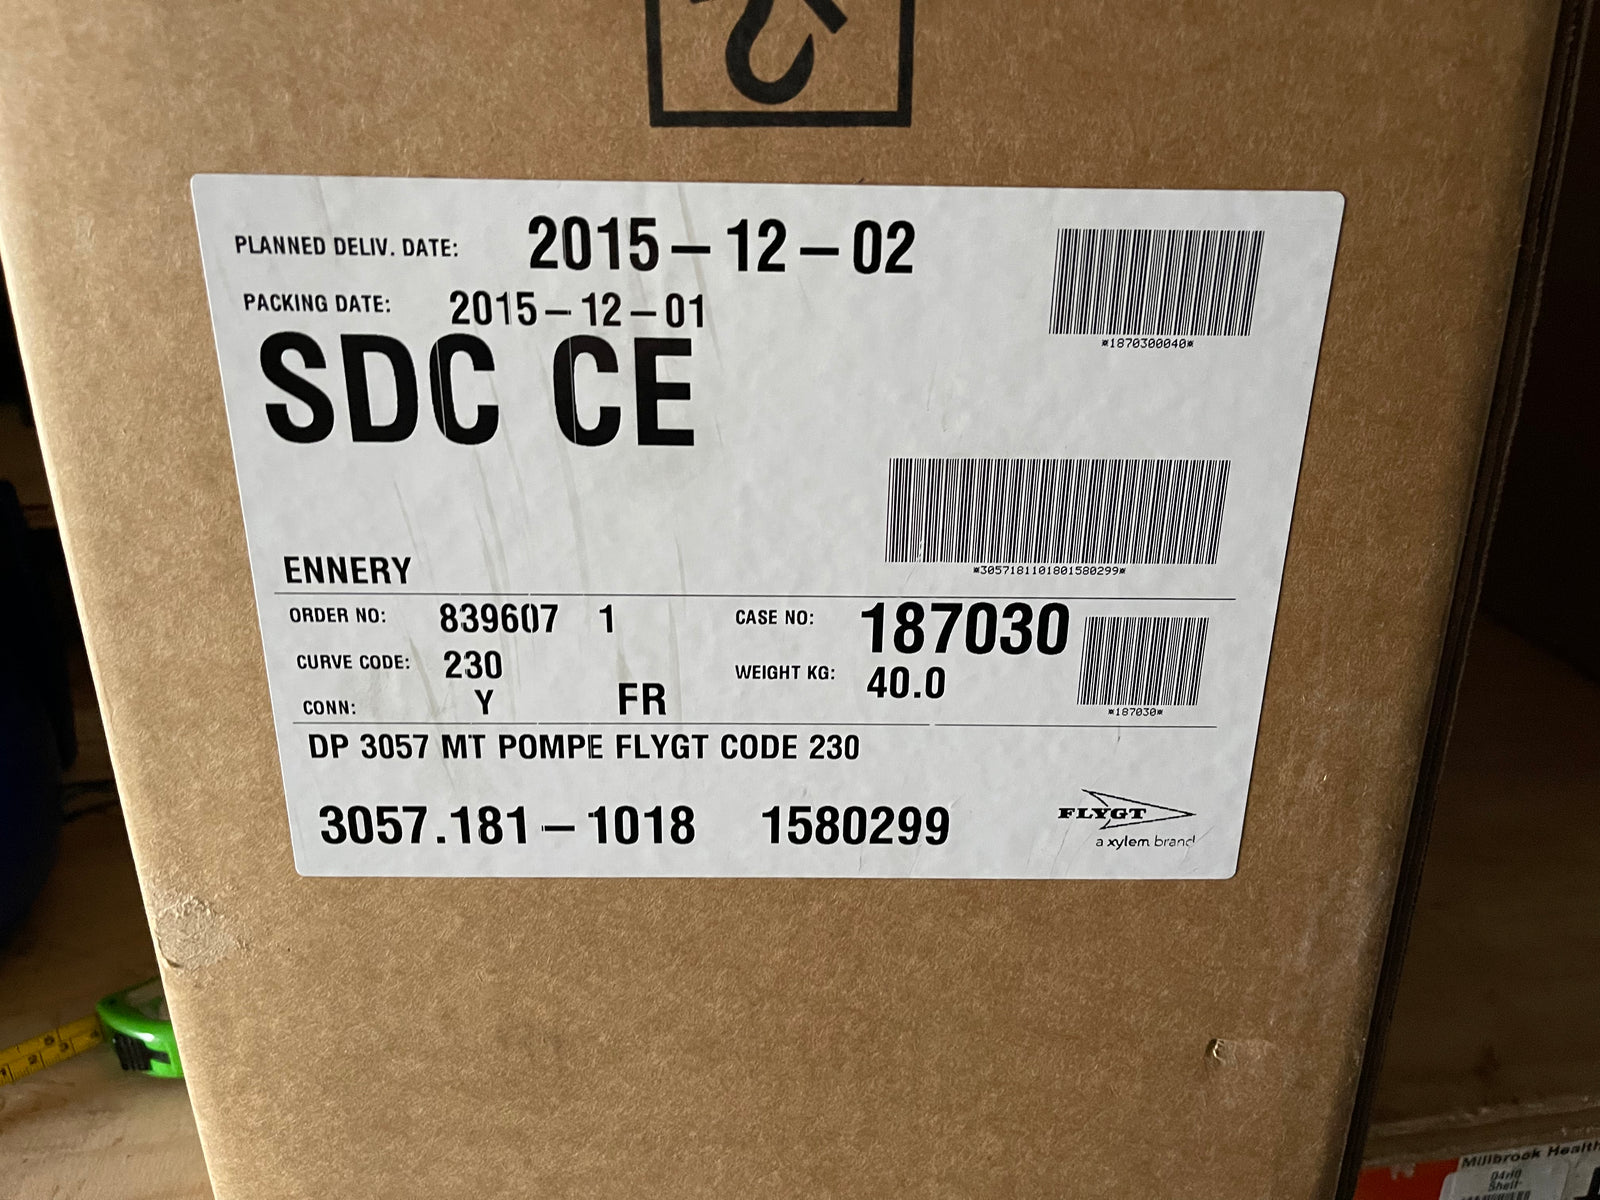 PLANNED DELIV. DATE: 2015-12-02
PACKING DATE: 2015-12-01
*1870300040*
SDC CE
*3057181101801580299*
ENNERY
ORDER NO: 839607 1 CASE NO: 187030
CURVE CODE: 230 WEIGHT KG: 40.0
CONN: Y FR
*187030*
DP 3057 MT POMPE FLYGT CODE 230
3057.181-1018 1580299
FLYGT
a xylem brand
Millbrook Health